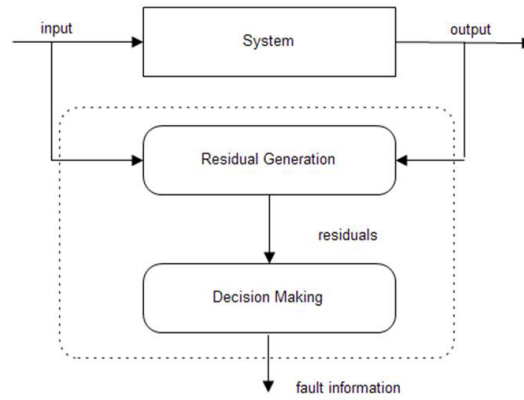 input
System
output
Residual Generation
residuals
Decision Making
fault information